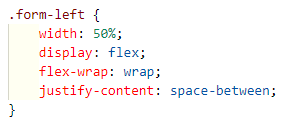 .form-left {
    width: 50%;
    display: flex;
    flex-wrap: wrap;
    justify-content: space-between;
}